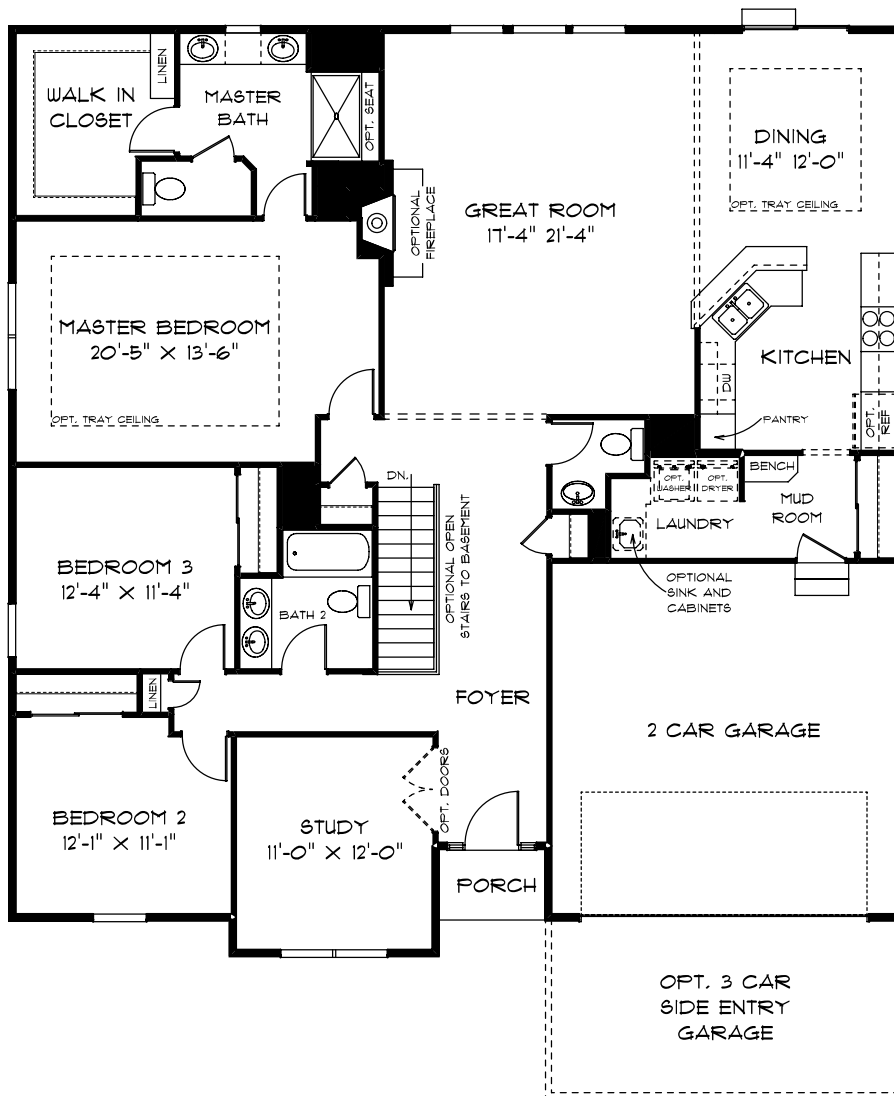 LINEN
WALK IN
CLOSET
MASTER
BATH
OPT. SEAT
DINING
11'-4" 12'-0"
OPT. TRAY CEILING
OPTIONAL
FIREPLACE
GREAT ROOM
17'-4" 21'-4"
MASTER BEDROOM
20'-5" X 13'-6"
OPT. TRAY CEILING
KITCHEN
DW
PANTRY
OPT.
REF
DN.
OPT.
WASHER
OPT.
DRYER
BENCH
MUD
ROOM
LAUNDRY
OPTIONAL OPEN
STAIRS TO BASEMENT
BEDROOM 3
12'-4" X 11'-4"
BATH 2
OPTIONAL
SINK AND
CABINETS
LINEN
FOYER
2 CAR GARAGE
OPT. DOORS
BEDROOM 2
12'-1" X 11'-1"
STUDY
11'-0" X 12'-0"
PORCH
OPT. 3 CAR
SIDE ENTRY
GARAGE